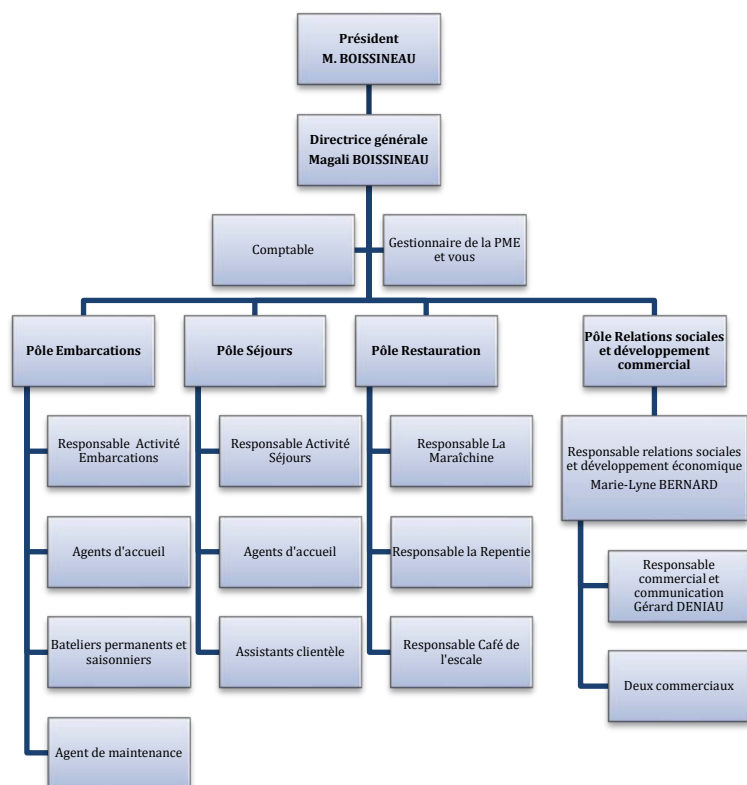 Président
M. BOISSINEAU
Directrice générale
Magali BOISSINEAU
Comptable
Gestionnaire de la PME
et vous
Pôle Embarcations
Pôle Séjours
Pôle Restauration
Pôle Relations sociales
et développement
commercial
Responsable Activité
Embarcations
Responsable Activité
Séjours
Responsable La
Maraîchine
Responsable relations sociales
et développement économique
Marie-Lyne BERNARD
Agents d'accueil
Agents d'accueil
Responsable la Repentie
Responsable
commercial et
communication
Gérard DENIAU
Bateliers permanents et
saisonniers
Assistants clientèle
Responsable Café de
l'escale
Deux commerciaux
Agent de maintenance